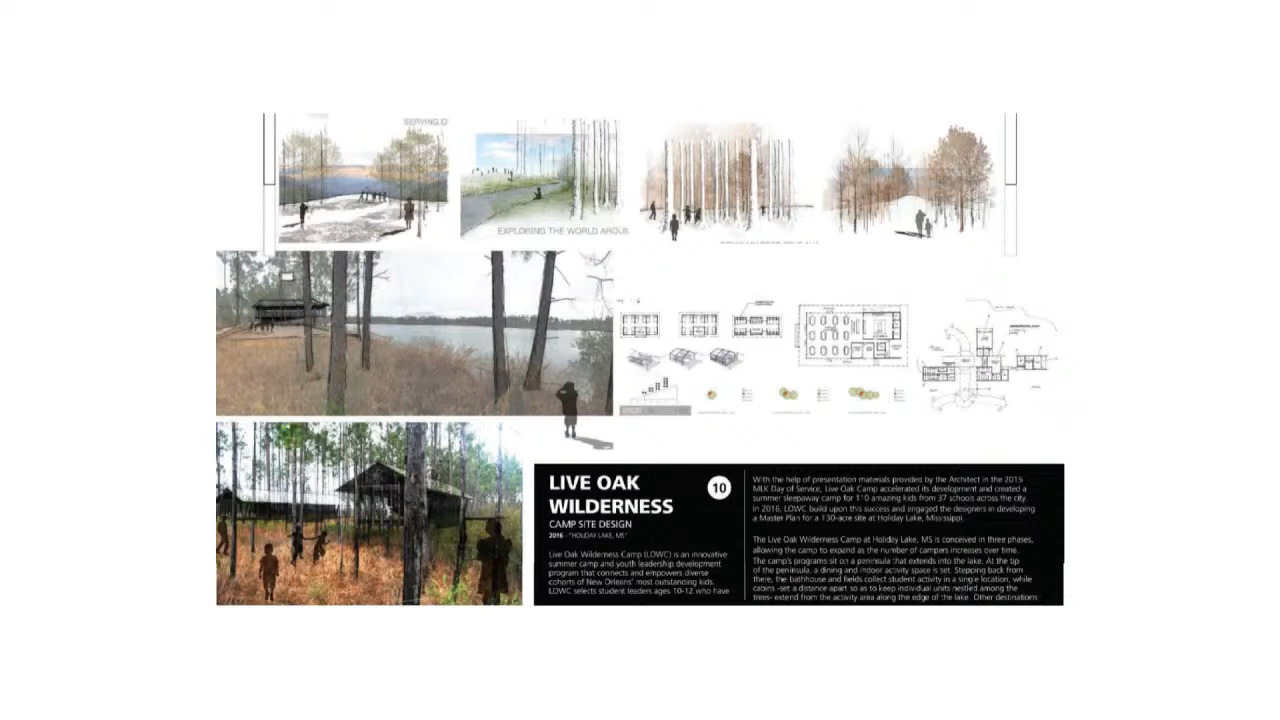 SERVING O
EXPLORING THE WORLD AROUN
LIVE OAK
WILDERNESS
10
CAMP SITE DESIGN
2016 - "HOLIDAY LAKE, MS"
Live Oak Wilderness Camp (LOWC) is an innovative
summer camp and youth leadership development
program that connects and empowers diverse
cohorts of New Orleans' most outstanding kids.
LOWC selects student leaders ages 10-12 who have
With the help of presentation materials provided by the Architect in the 2015
MLK Day of Service, Live Oak Camp accelerated its development and created a
summer sleepaway camp for 110 amazing kids from 37 schools across the city.
In 2016, LOWC build upon this success and engaged the designers in developing
a Master Plan for a 130-acre site at Holiday Lake, Mississippi.
The Live Oak Wilderness Camp at Holiday Lake, MS is conceived in three phases,
allowing the camp to expand as the number of campers increases over time.
The camp's programs sit on a peninsula that extends into the lake. At the tip
of the peninsula, a dining and indoor activity space is set. Stepping back from
there, the bathhouse and fields collect student activity in a single location, while
cabins -set a distance apart so as to keep individual units nestled among the
trees- extend from the activity area along the edge of the lake. Other destinations